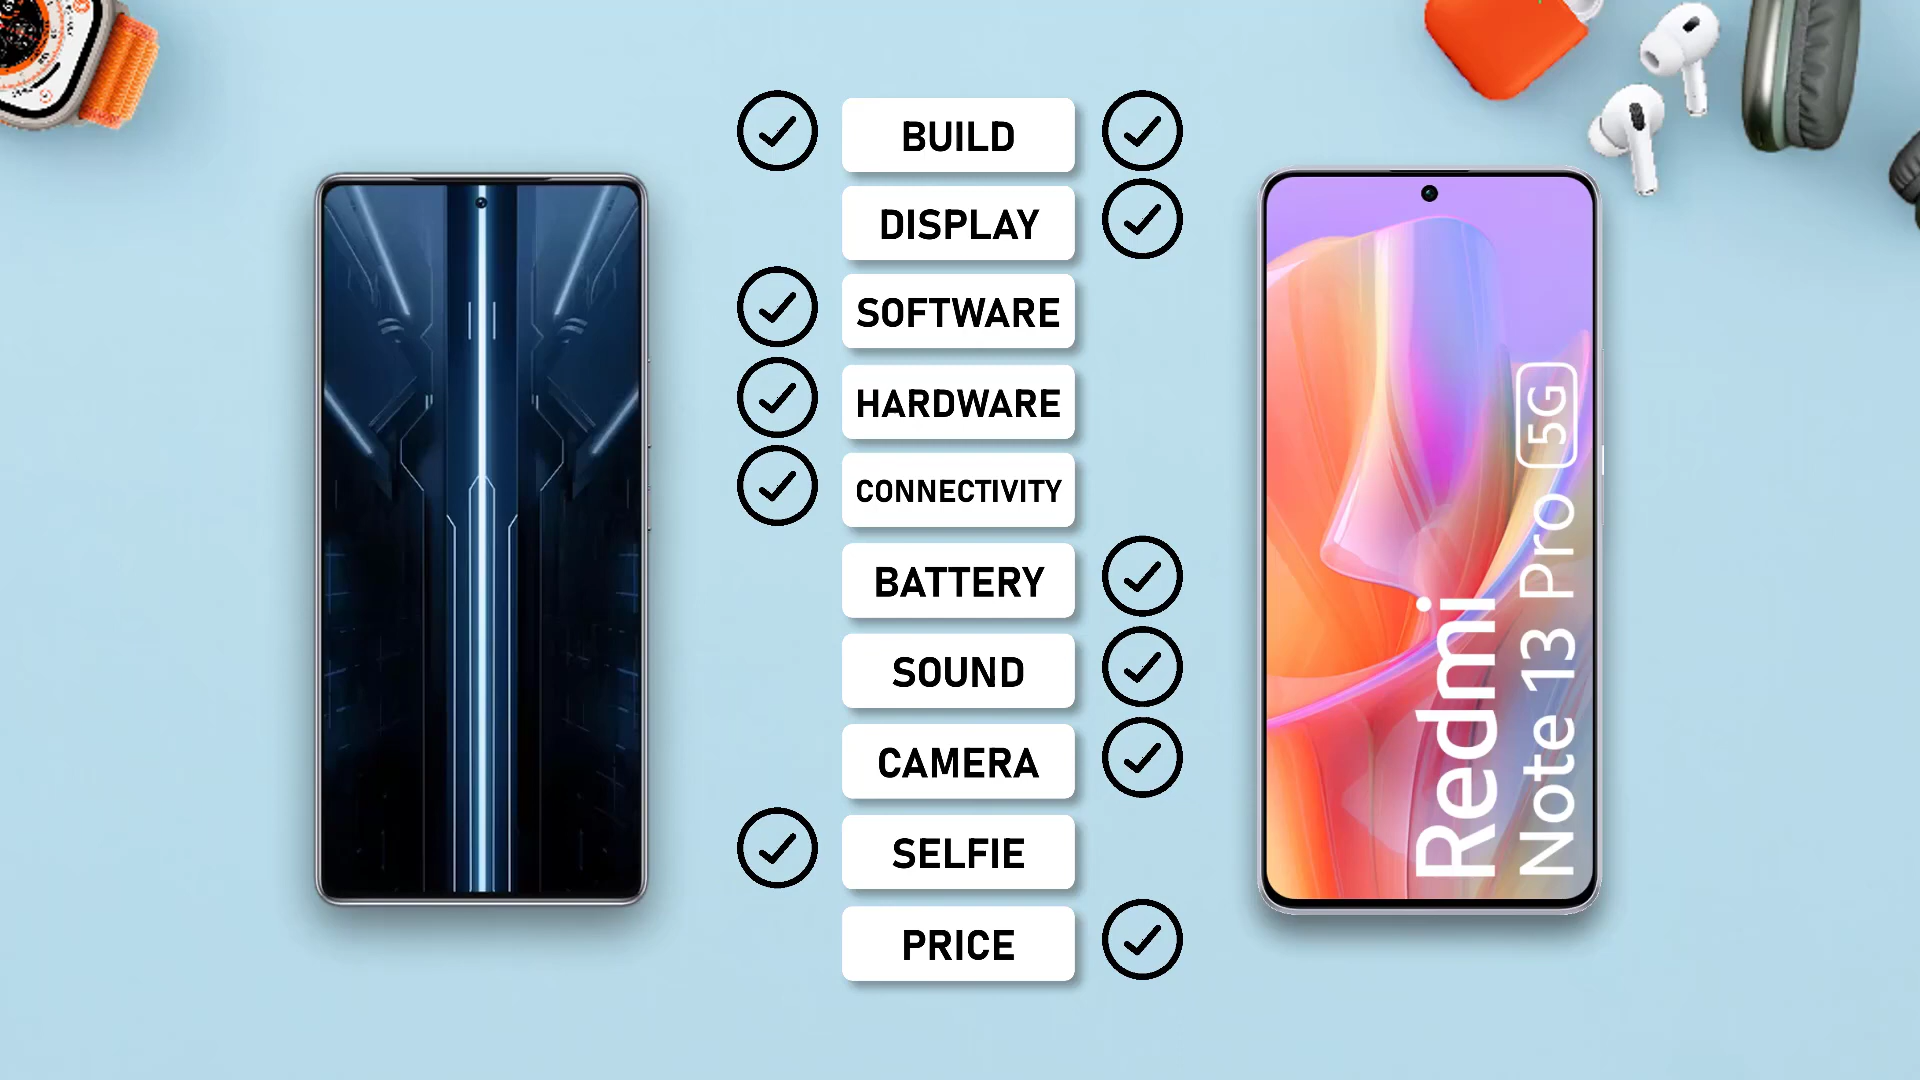 BUILD
DISPLAY
SOFTWARE
HARDWARE
CONNECTIVITY
BATTERY
SOUND
CAMERA
SELFIE
PRICE
Redmi
Note 13 Pro 5G